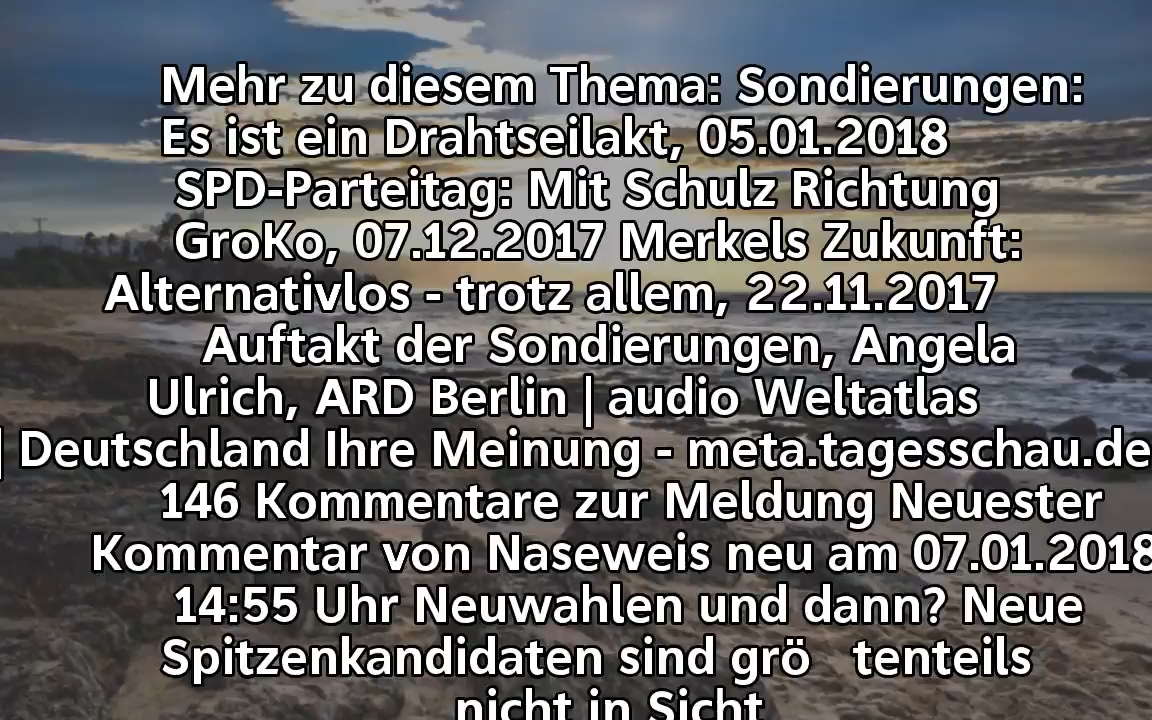 Mehr zu diesem Thema: Sondierungen:
Es ist ein Drahtseilakt, 05.01.2018
SPD-Parteitag: Mit Schulz Richtung
GroKo, 07.12.2017 Merkels Zukunft:
Alternativlos - trotz allem, 22.11.2017
Auftakt der Sondierungen, Angela
Ulrich, ARD Berlin | audio Weltatlas
| Deutschland Ihre Meinung - meta.tagesschau.de
146 Kommentare zur Meldung Neuester
Kommentar von Naseweis neu am 07.01.2018
14:55 Uhr Neuwahlen und dann? Neue
Spitzenkandidaten sind grö tenteils
nicht in Sicht